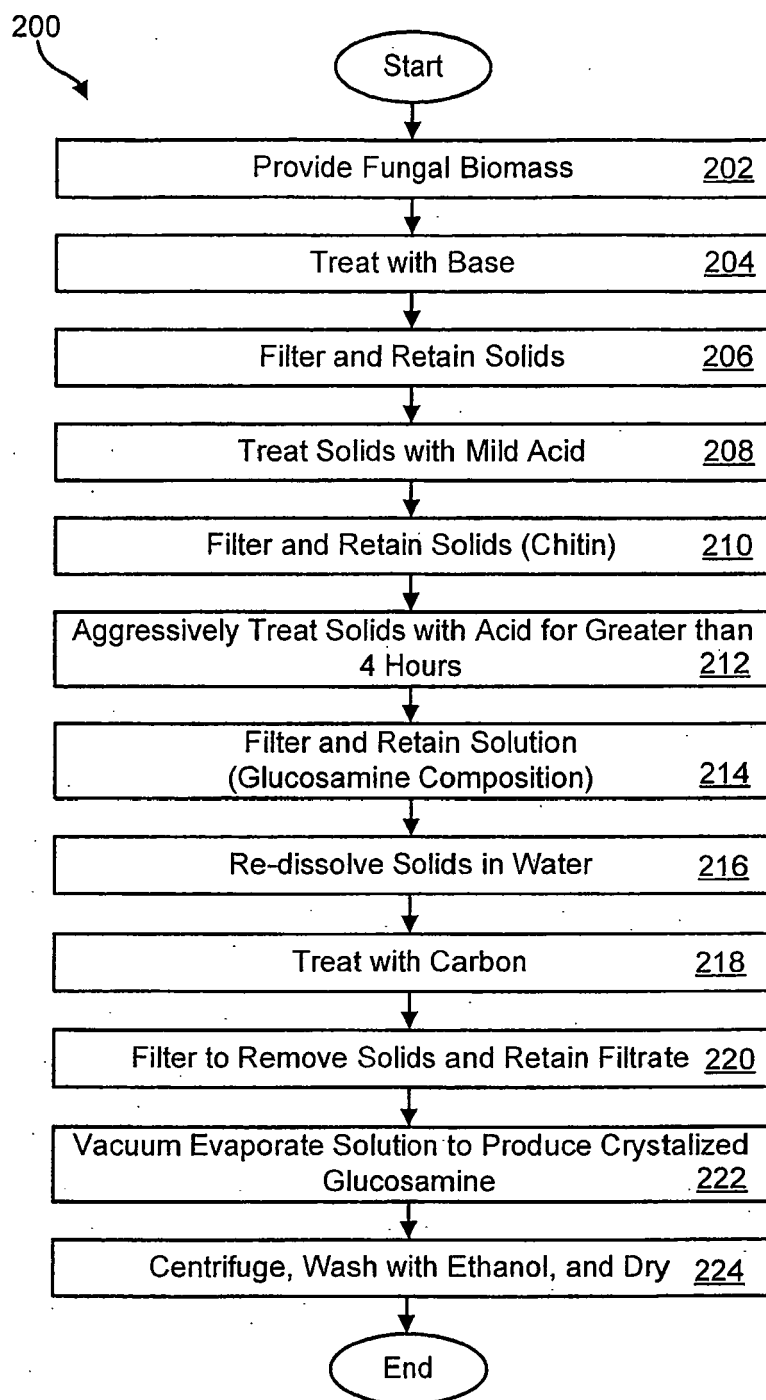 200
Start
Provide Fungal Biomass 202
Treat with Base 204
Filter and Retain Solids 206
Treat Solids with Mild Acid 208
Filter and Retain Solids (Chitin) 210
Aggressively Treat Solids with Acid for Greater than
4 Hours 212
Filter and Retain Solution
(Glucosamine Composition) 214
Re-dissolve Solids in Water 216
Treat with Carbon 218
Filter to Remove Solids and Retain Filtrate 220
Vacuum Evaporate Solution to Produce Crystalized
Glucosamine 222
Centrifuge, Wash with Ethanol, and Dry 224
End